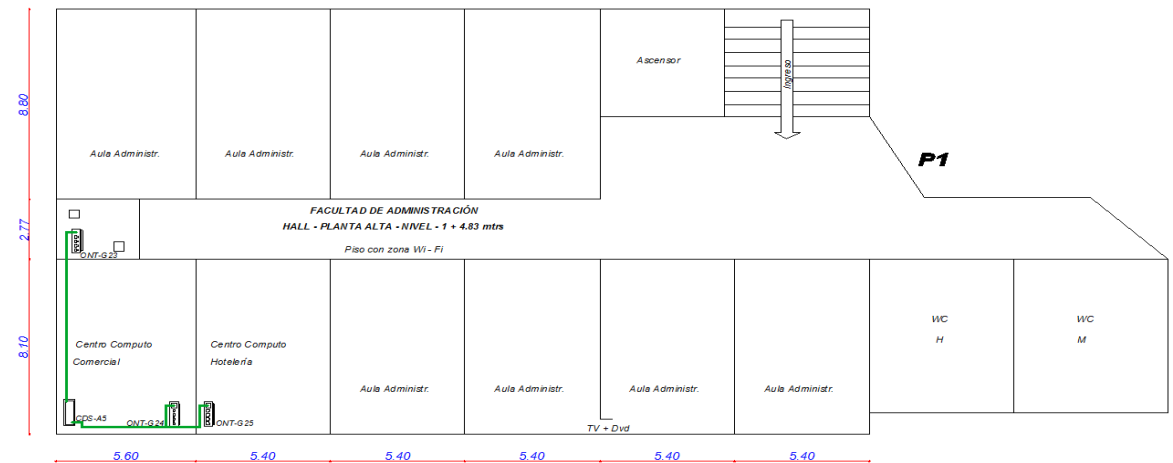 Ascensor
Ingreso
8.80
Aula Administr.
Aula Administr.
Aula Administr.
Aula Administr.
P1
FACULTAD DE ADMINISTRACIÓN
HALL - PLANTA ALTA - NIVEL - 1 + 4.83 mtrs
Piso con zona Wi - Fi
2.77
ONT-G23
WC
H
WC
M
8.10
Centro Computo
Comercial
Centro Computo
Hotelería
Aula Administr.
Aula Administr.
Aula Administr.
Aula Administr.
CDS-A5
ONT-G24
ONT-G25
TV + Dvd
5.60
5.40
5.40
5.40
5.40
5.40